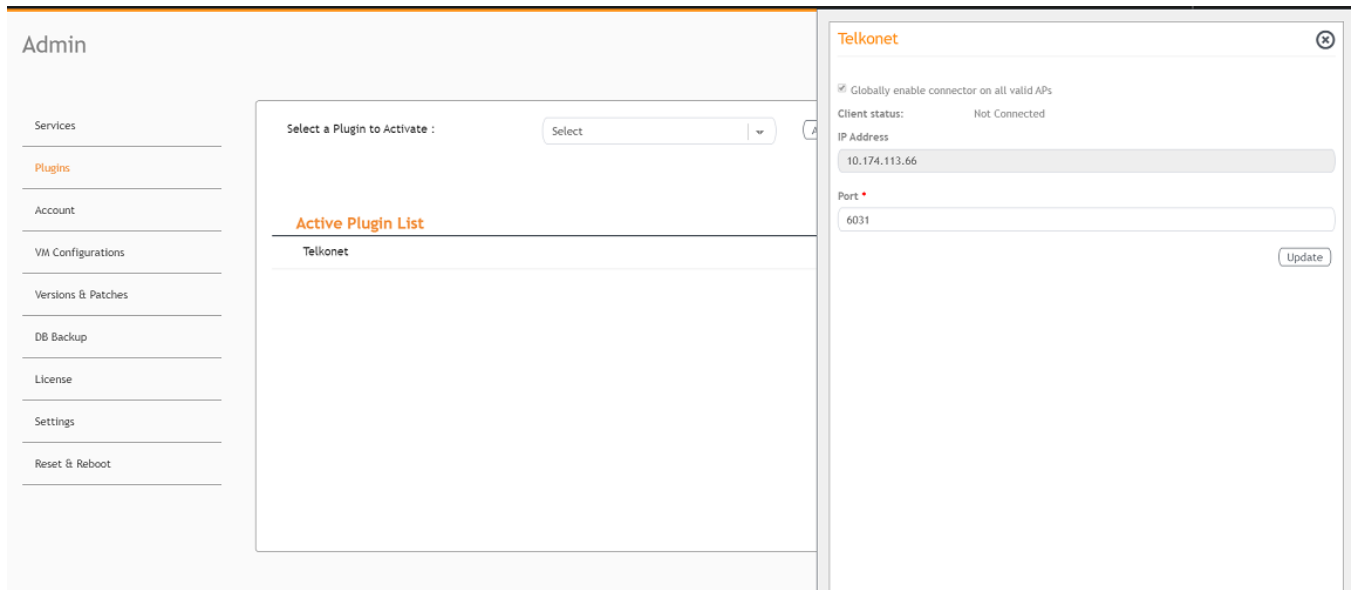 Admin
Services
Plugins
Account
VM Configurations
Versions & Patches
DB Backup
License
Settings
Reset & Reboot
Select a Plugin to Activate :
Select
A
Active Plugin List
Telkonet
Telkonet
Globally enable connector on all valid APs
Client status: Not Connected
IP Address
10.174.113.66
Port *
6031
Update